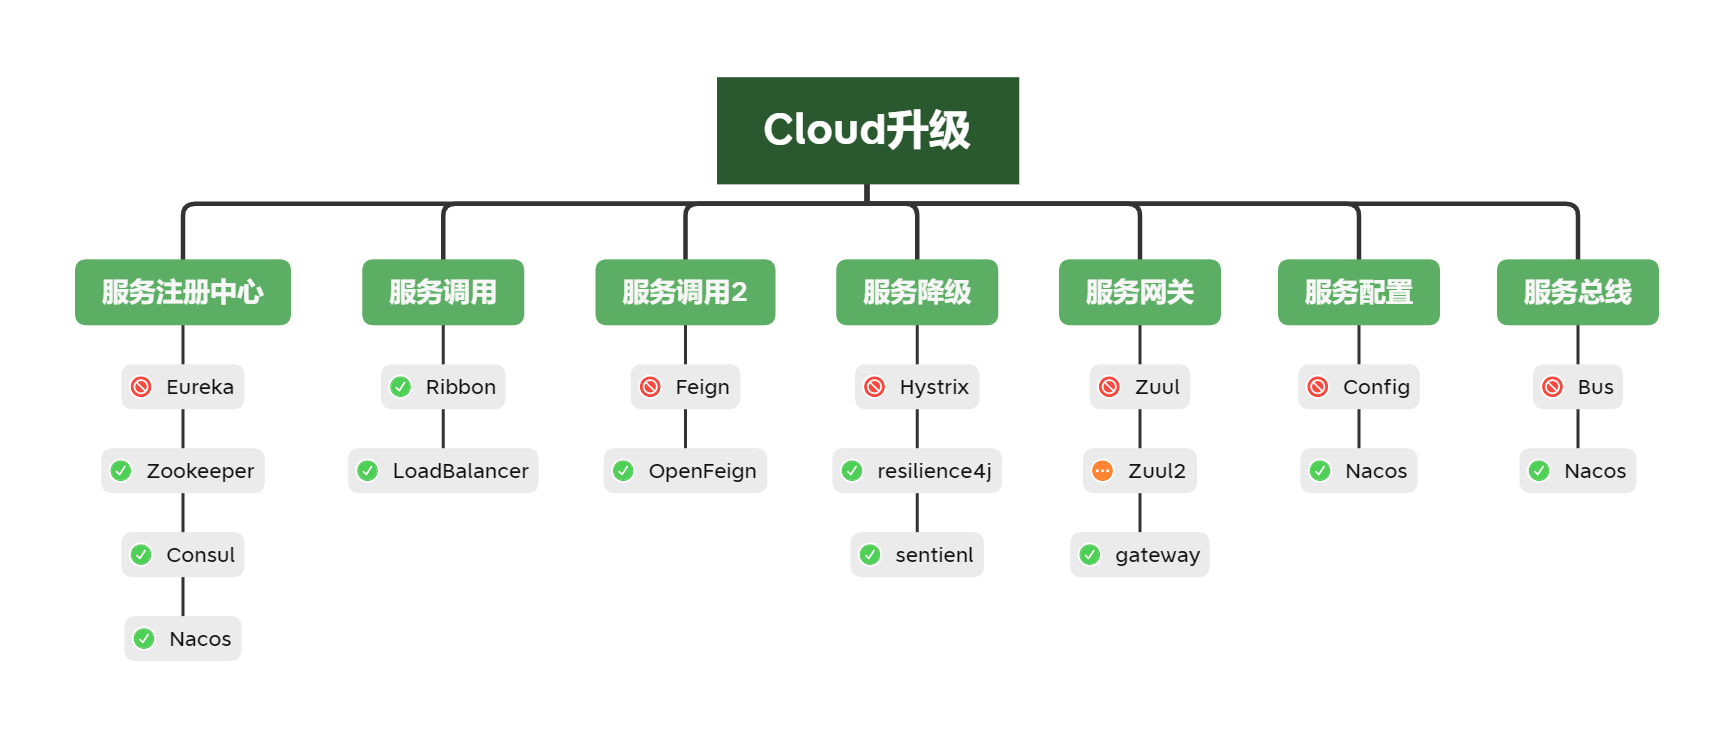 Cloud升级
服务注册中心
Eureka
Zookeeper
Consul
Nacos
服务调用
Ribbon
LoadBalancer
服务调用2
Feign
OpenFeign
服务降级
Hystrix
resilience4j
sentienl
服务网关
Zuul
Zuul2
gateway
服务配置
Config
Nacos
服务总线
Bus
Nacos